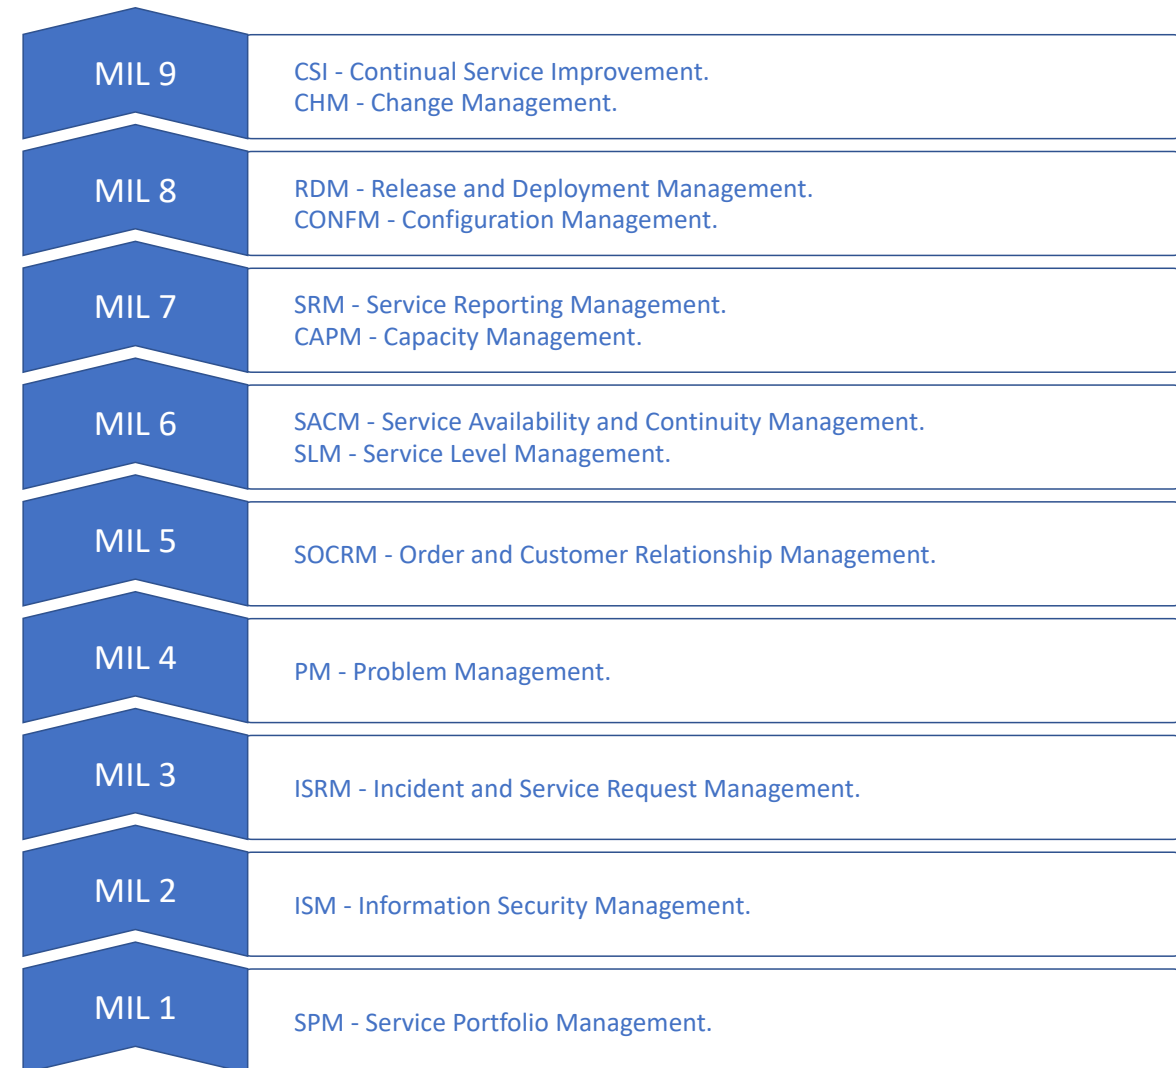 MIL 9
CSI - Continual Service Improvement.
CHM - Change Management.
MIL 8
RDM - Release and Deployment Management.
CONFM - Configuration Management.
MIL 7
SRM - Service Reporting Management.
CAPM - Capacity Management.
MIL 6
SACM - Service Availability and Continuity Management.
SLM - Service Level Management.
MIL 5
SOCRM - Order and Customer Relationship Management.
MIL 4
PM - Problem Management.
MIL 3
ISRM - Incident and Service Request Management.
MIL 2
ISM - Information Security Management.
MIL 1
SPM - Service Portfolio Management.